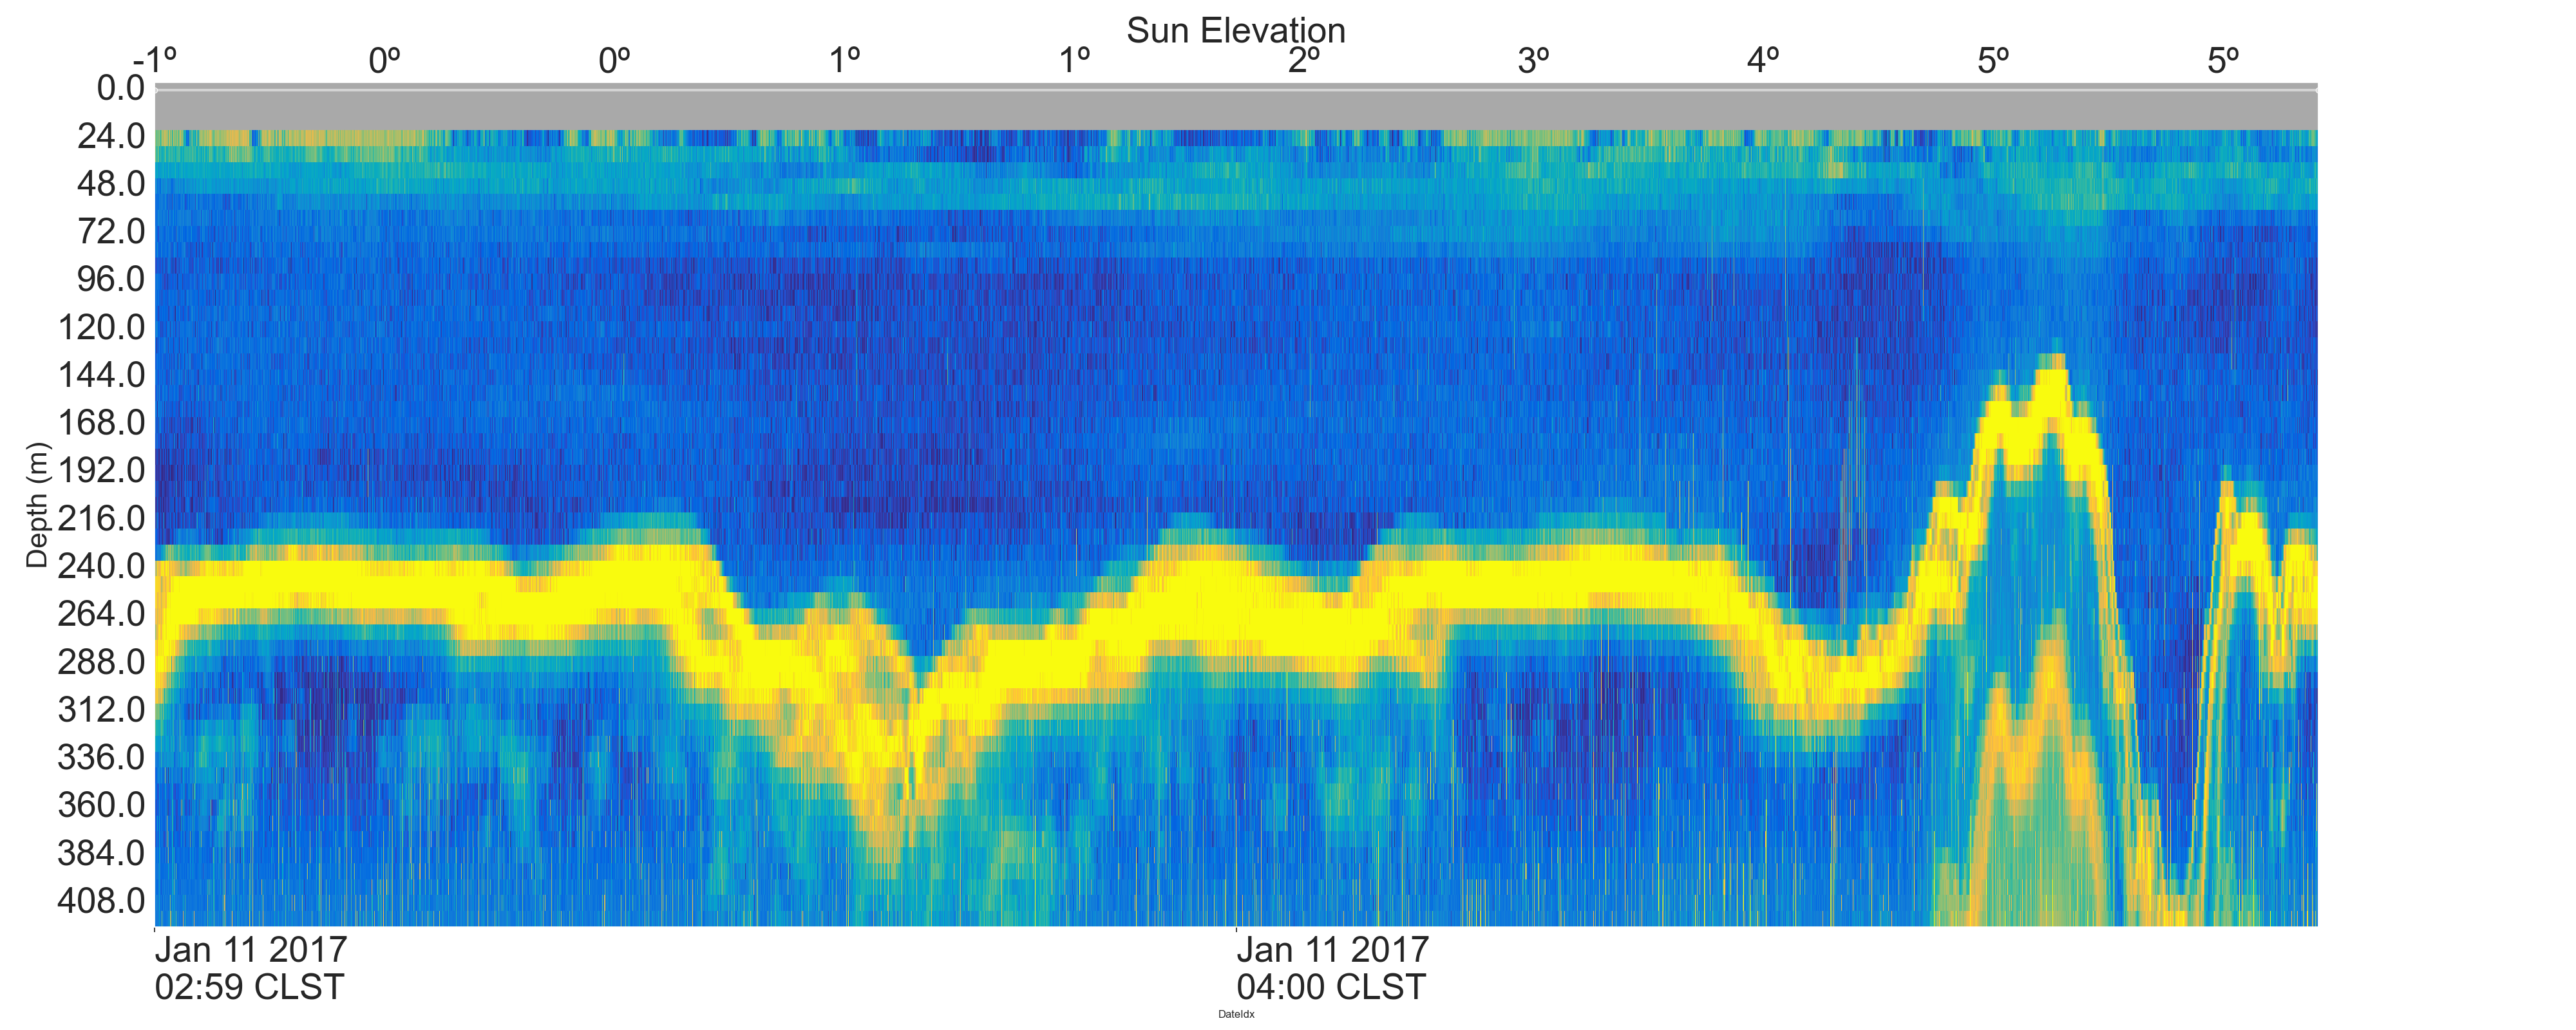 Sun Elevation
-1º 0º 0º 1º 1º 2º 3º 4º 5º 5º
0.0
24.0
48.0
72.0
96.0
120.0
144.0
168.0
192.0
216.0
240.0
264.0
288.0
312.0
336.0
360.0
384.0
408.0
Depth (m)
Jan 11 2017
02:59 CLST
Jan 11 2017
04:00 CLST
DateIdx